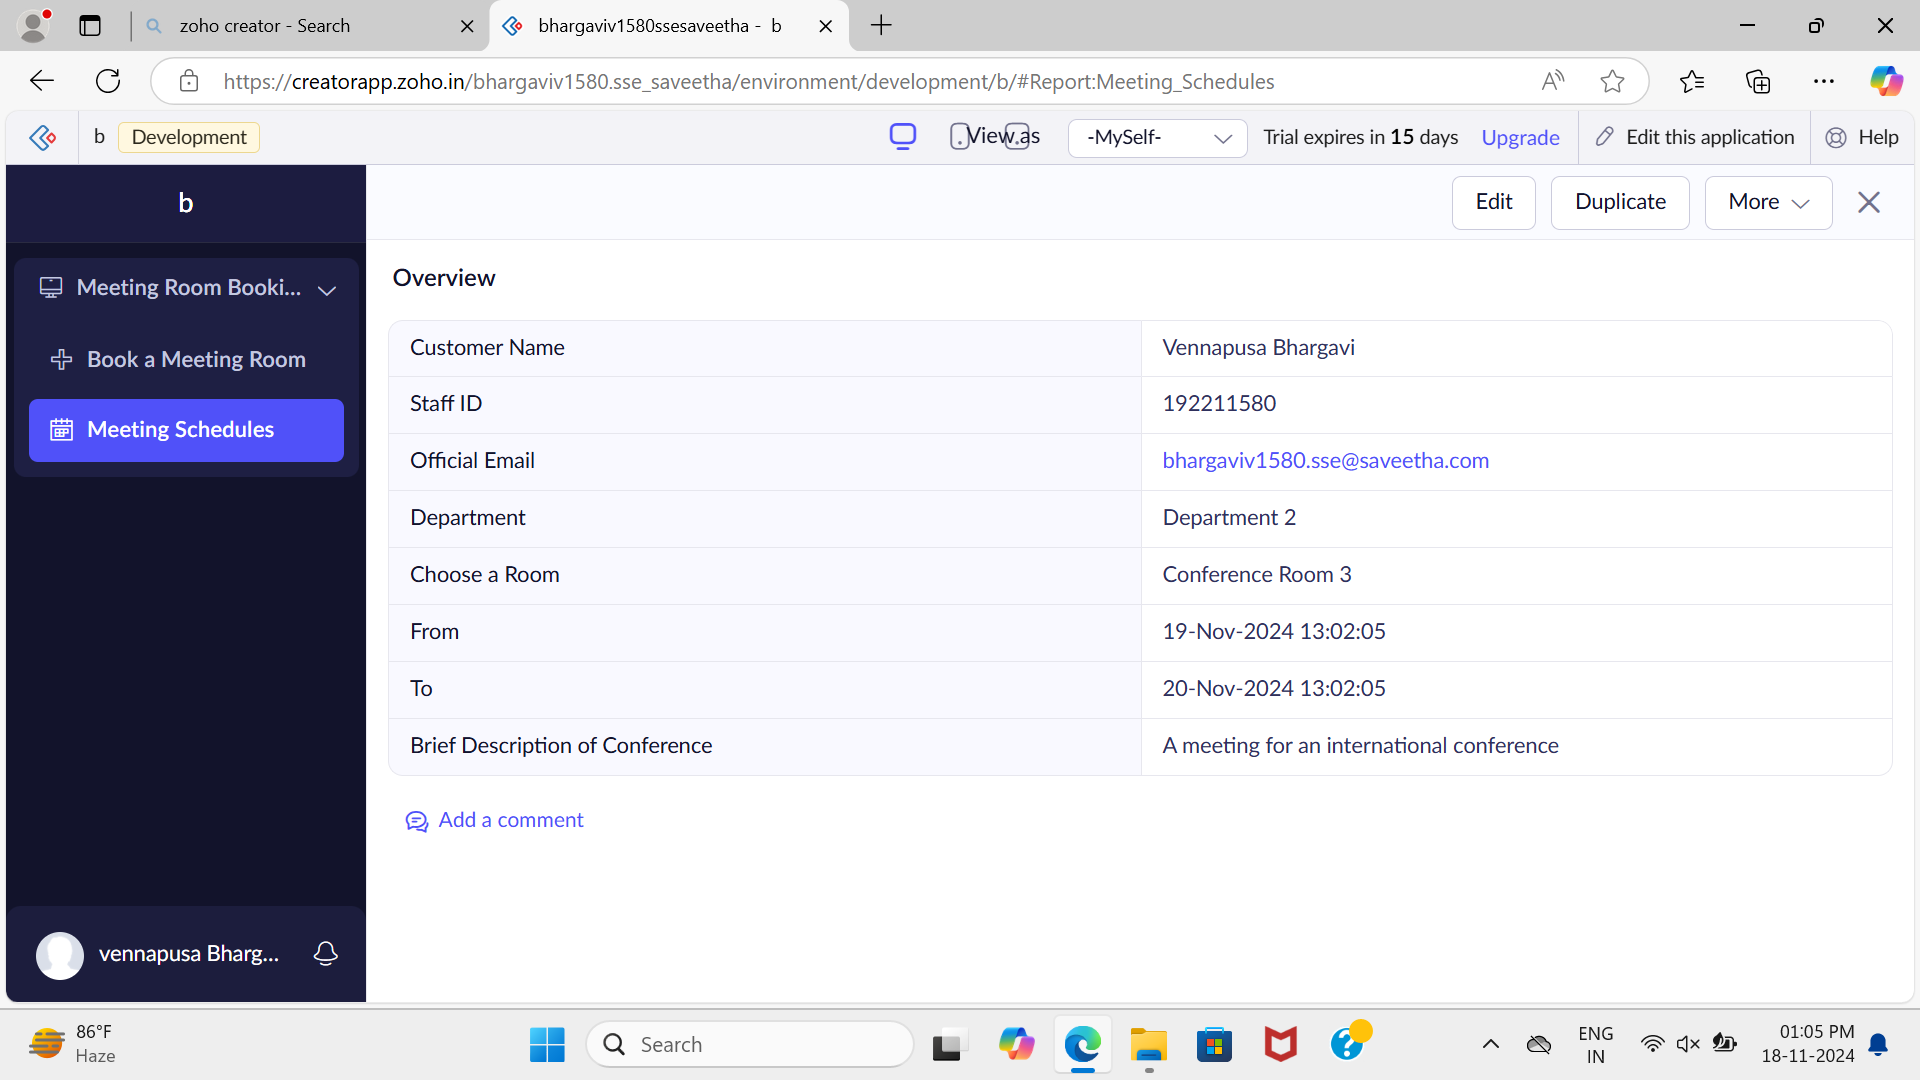 zoho creator - Search
bhargaviv1580ssesaveetha - b
https://creatorapp.zoho.in/bhargaviv1580.sse_saveetha/environment/development/b/#Report:Meeting_Schedules
b Development View as -MySelf- Trial expires in 15 days Upgrade Edit this application Help
b
Edit Duplicate More
Meeting Room Booki...
Book a Meeting Room
Meeting Schedules
Overview
Customer Name Vennapusa Bhargavi
Staff ID 192211580
Official Email bhargaviv1580.sse@saveetha.com
Department Department 2
Choose a Room Conference Room 3
From 19-Nov-2024 13:02:05
To 20-Nov-2024 13:02:05
Brief Description of Conference A meeting for an international conference
Add a comment
vennapusa Bharg...
86°F
Haze
Search
ENG
IN
01:05 PM
18-11-2024